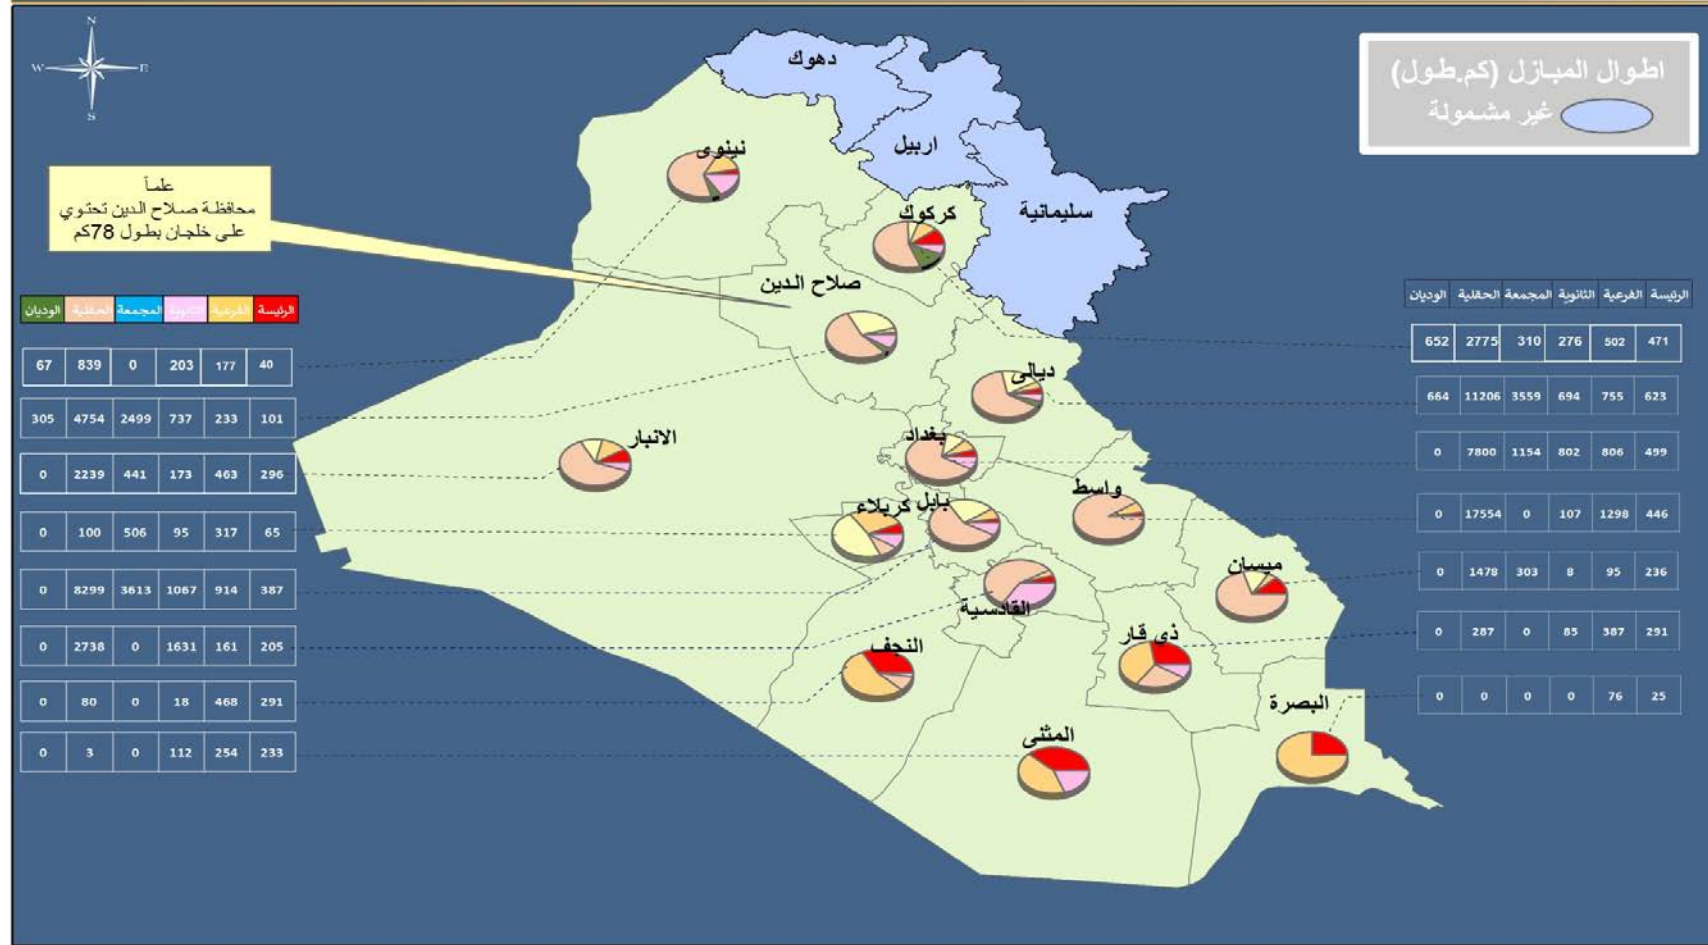 N
W E
S
اطوال المبازل (كم.طول)
غير مشمولة
دهوك
اربيل
سليمانية
نينوى
كركوك
علماً
محافظة صلاح الدين تحتوي
على خلجان بطول 78كم
صلاح الدين
ديالى
بغداد
الانبار
واسط
بابل
كربلاء
ميسان
القادسية
ذي قار
النجف
البصرة
المثنى
الرئيسة الفرعية الثانوية المجمعة الحقلية الوديان
471 502 276 310 2775 652
623 755 694 3559 11206 664
499 806 802 1154 7800 0
446 1298 107 0 17554 0
236 95 8 303 1478 0
291 387 85 0 287 0
25 76 0 0 0 0
الرئيسة الفرعية الثانوية المجمعة الحقلية الوديان
40 177 203 0 839 67
101 233 737 2499 4754 305
296 463 173 441 2239 0
65 317 95 506 100 0
387 914 1067 3613 8299 0
205 161 1631 0 2738 0
291 468 18 0 80 0
233 254 112 0 3 0